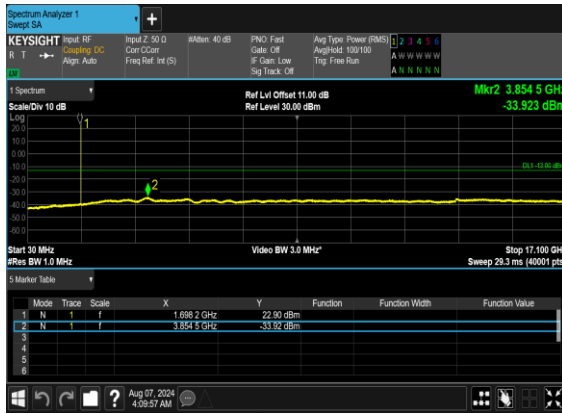 Spectrum Analyzer 1
Swept SA
+
KEYSIGHT Input: RF Input Z: 50 Ω #Atten: 40 dB PNO: Fast Avg Type: Power (RMS) 1 2 3 4 5 6
R T Coupling: DC Corr CCorr Gate: Off Avg|Hold: 100/100 A W W W W W
Align: Auto Freq Ref: Int (S) IF Gain: Low Trig: Free Run
Sig Track: Off A N N N N N
1 Spectrum Ref Lvl Offset 11.00 dB Mkr2 3.854 5 GHz
Scale/Div 10 dB Ref Level 30.00 dBm -33.923 dBm
Log
1
20.0
10.0
0.00
-10.0
DL1 -13.00 dBm
-20.0
2
-30.0
-40.0
-50.0
-60.0
Start 30 MHz Video BW 3.0 MHz* Stop 17.100 GHz
#Res BW 1.0 MHz Sweep 29.3 ms (40001 pts)
5 Marker Table
Mode Trace Scale X Y Function Function Width Function Value
1 N 1 f 1.698 2 GHz 22.90 dBm
2 N 1 f 3.854 5 GHz -33.92 dBm
3
4
5
6
? Aug 07, 2024
4:09:57 AM